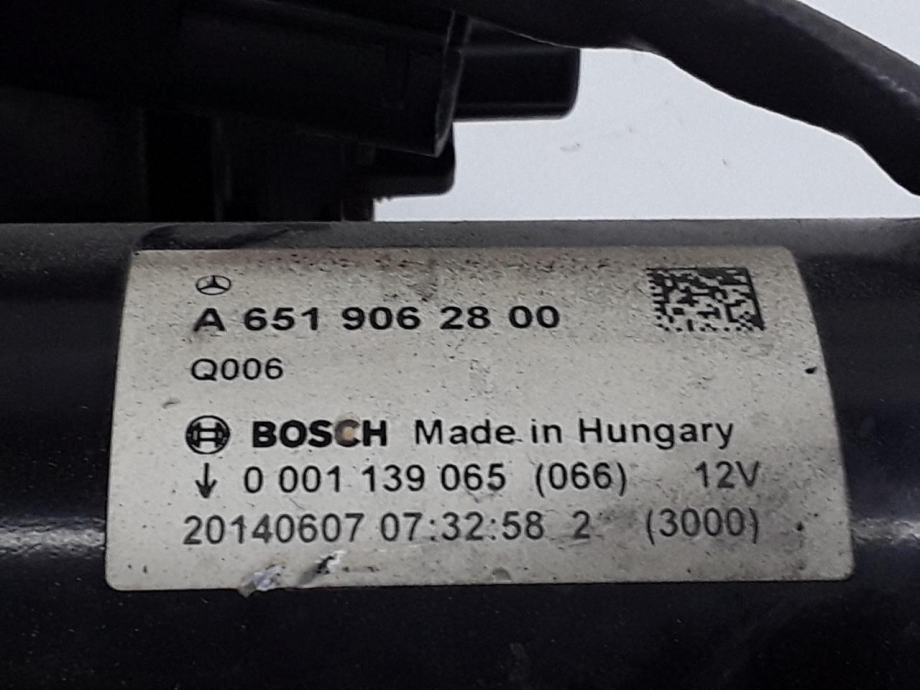 A 651 906 28 00
Q006
BOSCH Made in Hungary
↓ 0 001 139 065 (066) 12V
20140607 07:32:58 2 (3000)